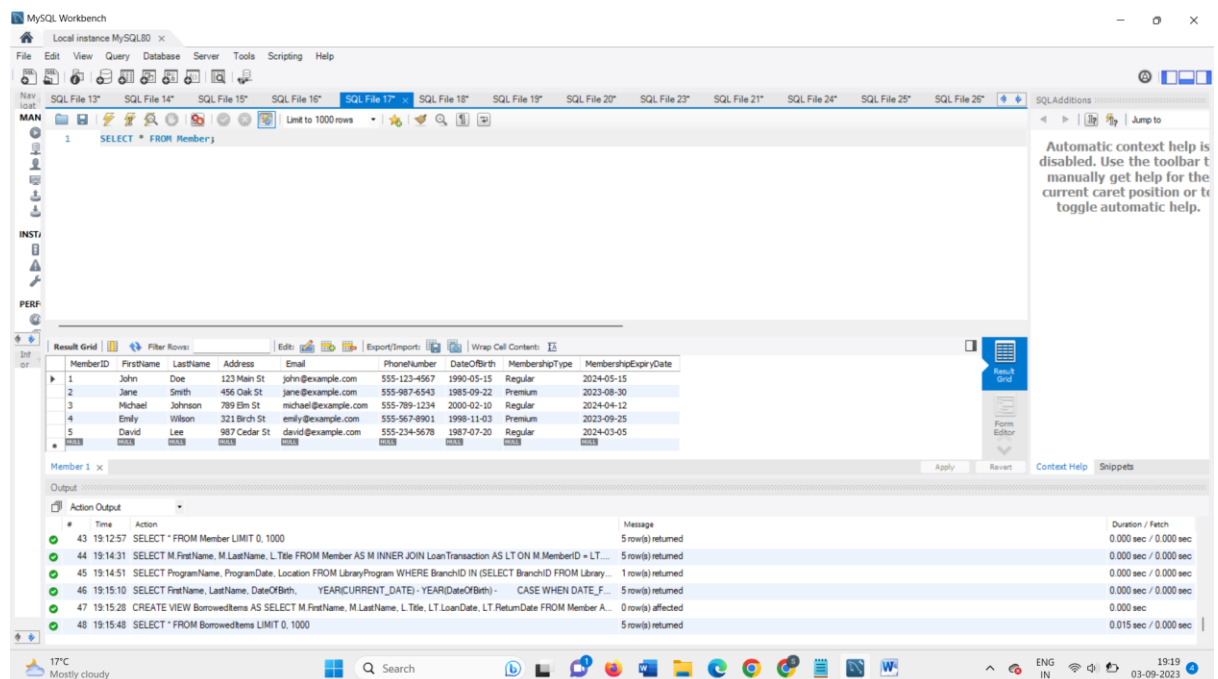 MySQL Workbench
Local instance MySQL80
File Edit View Query Database Server Tools Scripting Help
Nav
igat
SQL File 13* SQL File 14* SQL File 15* SQL File 16* SQL File 17* SQL File 18* SQL File 19* SQL File 20* SQL File 23* SQL File 21* SQL File 24* SQL File 25* SQL File 26*
SQLAdditions
MAN
Limit to 1000 rows
Jump to
1 SELECT * FROM Member;
Automatic context help is
disabled. Use the toolbar t
manually get help for the
current caret position or to
toggle automatic help.
INST
PERF
Inf
or
Result Grid Filter Rows: Edit: Export/Import: Wrap Cell Content:
MemberID FirstName LastName Address Email PhoneNumber DateOfBirth MembershipType MembershipExpiryDate
1 John Doe 123 Main St john@example.com 555-123-4567 1990-05-15 Regular 2024-05-15
2 Jane Smith 456 Oak St jane@example.com 555-987-6543 1985-09-22 Premium 2023-08-30
3 Michael Johnson 789 Elm St michael@example.com 555-789-1234 2000-02-10 Regular 2024-04-12
4 Emily Wilson 321 Birch St emily@example.com 555-567-8901 1998-11-03 Premium 2023-09-25
5 David Lee 987 Cedar St david@example.com 555-234-5678 1987-07-20 Regular 2024-03-05
NULL NULL NULL NULL NULL NULL NULL NULL NULL
Result
Grid
Form
Editor
Member 1 Apply Revert Context Help Snippets
Output
Action Output
# Time Action Message Duration / Fetch
43 19:12:57 SELECT * FROM Member LIMIT 0, 1000 5 row(s) returned 0.000 sec / 0.000 sec
44 19:14:31 SELECT M.FirstName, M.LastName, L.Title FROM Member AS M INNER JOIN LoanTransaction AS LT ON M.MemberID = LT.... 5 row(s) returned 0.000 sec / 0.000 sec
45 19:14:51 SELECT ProgramName, ProgramDate, Location FROM LibraryProgram WHERE BranchID IN (SELECT BranchID FROM Library... 1 row(s) returned 0.000 sec / 0.000 sec
46 19:15:10 SELECT FirstName, LastName, DateOfBirth, YEAR(CURRENT_DATE) - YEAR(DateOfBirth) - CASE WHEN DATE_F... 5 row(s) returned 0.000 sec / 0.000 sec
47 19:15:28 CREATE VIEW BorrowedItems AS SELECT M.FirstName, M.LastName, L.Title, LT.LoanDate, LT.ReturnDate FROM Member A... 0 row(s) affected 0.000 sec
48 19:15:48 SELECT * FROM BorrowedItems LIMIT 0, 1000 5 row(s) returned 0.015 sec / 0.000 sec
17°C
Mostly cloudy
Search
ENG
IN
19:19
03-09-2023
4